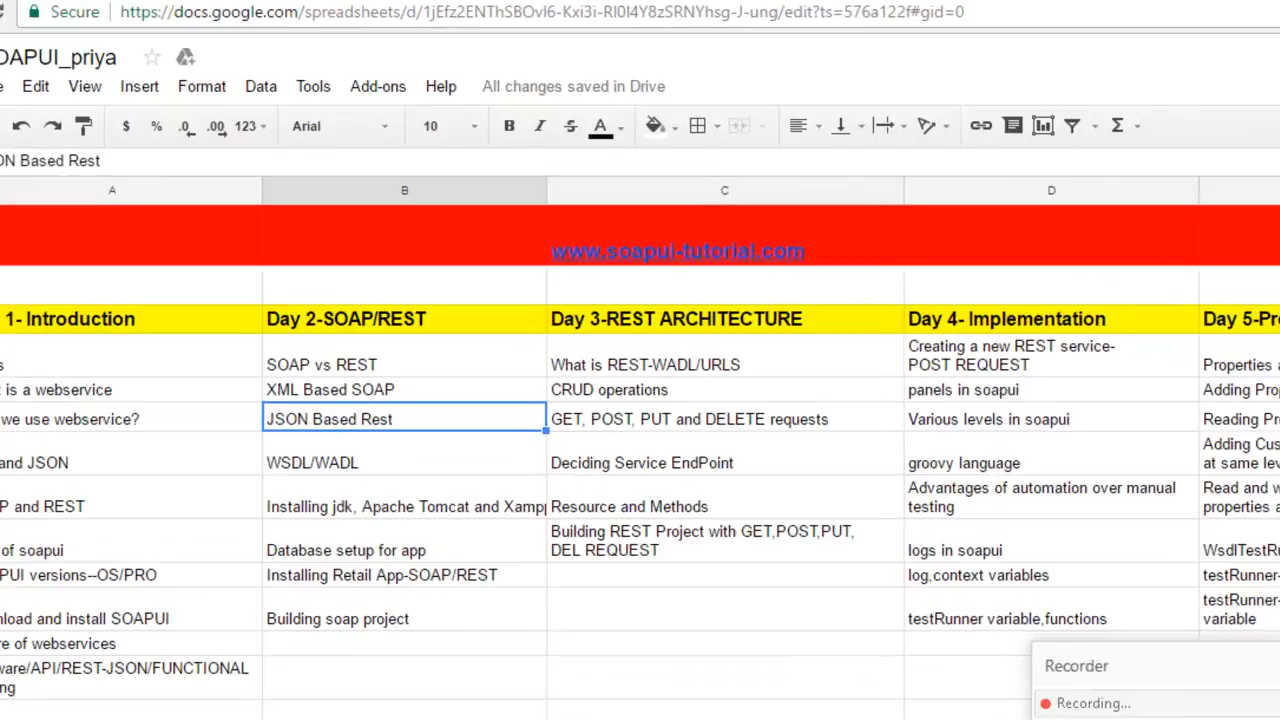 Secure https://docs.google.com/spreadsheets/d/1jEfz2ENThSBOvl6-Kxi3i-Rl0l4Y8zSRNYhsg-J-ung/edit?ts=576a122f#gid=0
OAPUI_priya
Edit View Insert Format Data Tools Add-ons Help All changes saved in Drive
$ % .0 .00 123 Arial 10 B I S A Σ
ON Based Rest
A B C D
www.soapui-tutorial.com
1- Introduction Day 2-SOAP/REST Day 3-REST ARCHITECTURE Day 4- Implementation Day 5-Pr
Creating a new REST service-
s SOAP vs REST What is REST-WADL/URLS POST REQUEST Properties a
t is a webservice XML Based SOAP CRUD operations panels in soapui Adding Prop
we use webservice? JSON Based Rest GET, POST, PUT and DELETE requests Various levels in soapui Reading Pr
Adding Cus
and JSON WSDL/WADL Deciding Service EndPoint groovy language at same lev
Advantages of automation over manual Read and w
P and REST Installing jdk, Apache Tomcat and Xampp Resource and Methods testing properties a
Building REST Project with GET,POST,PUT,
of soapui Database setup for app DEL REQUEST logs in soapui WsdlTestRu
PUI versions--OS/PRO Installing Retail App-SOAP/REST log,context variables testRunner-
testRunner-
nload and install SOAPUI Building soap project testRunner variable,functions variable
re of webservices
ware/API/REST-JSON/FUNCTIONAL
ng
Recorder
Recording...